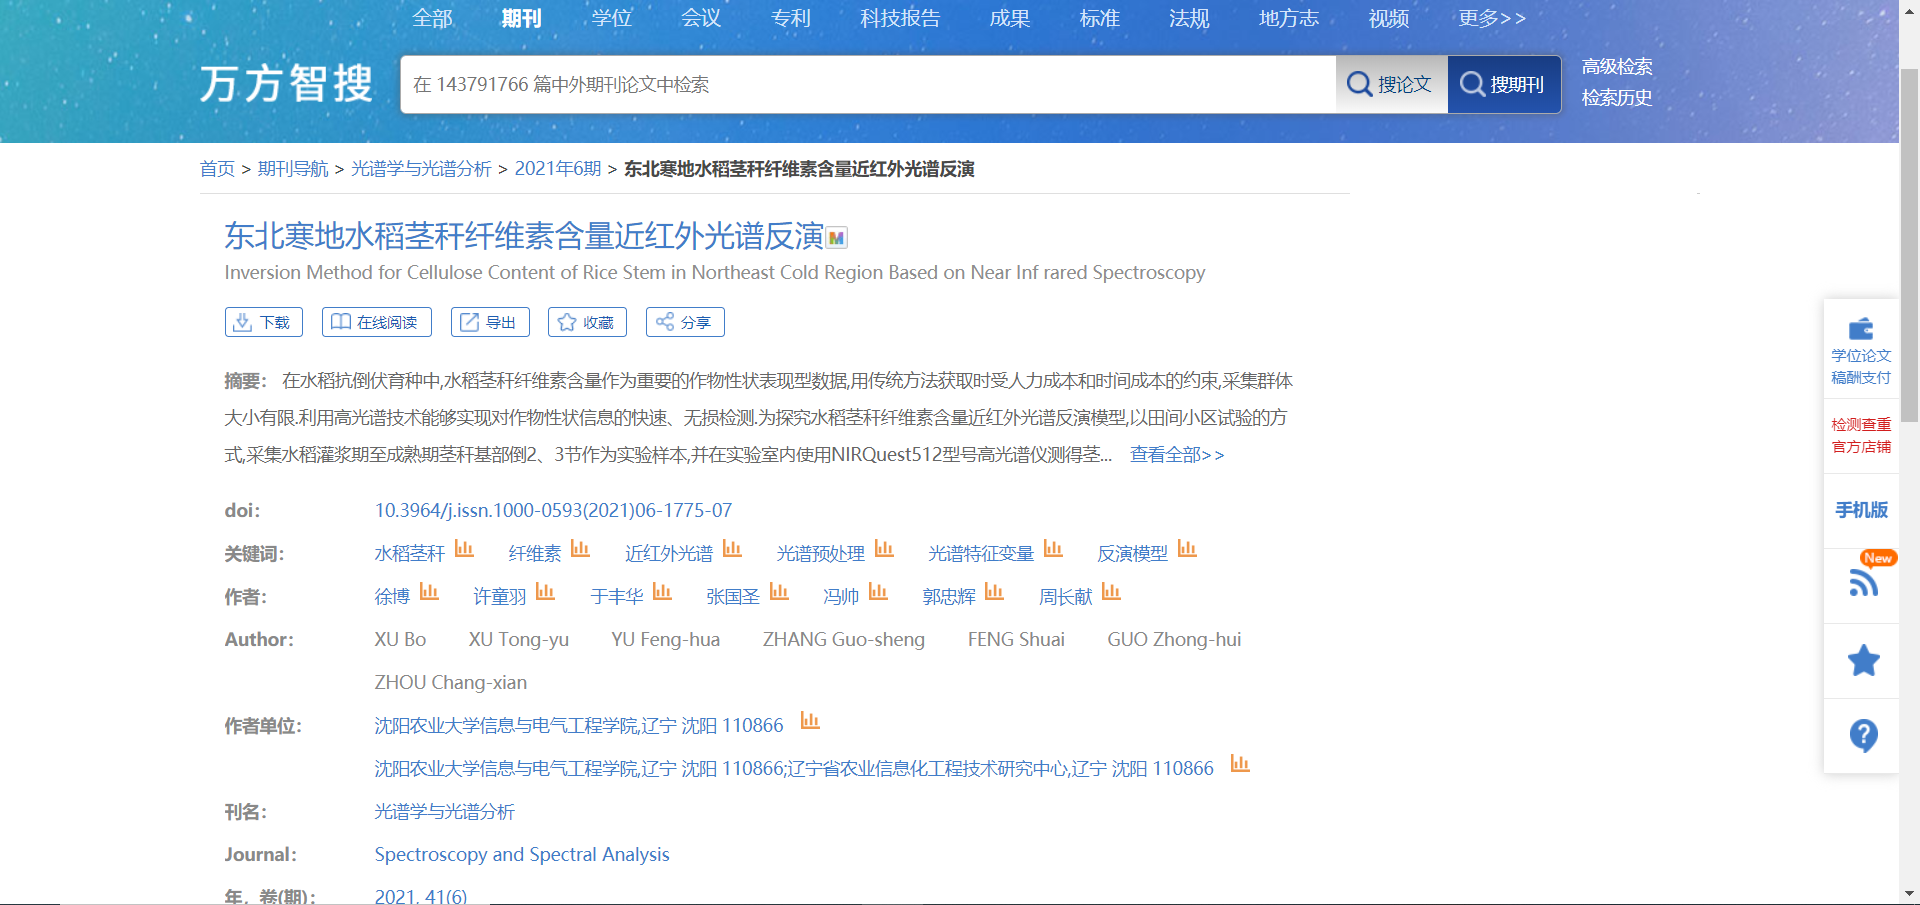 全部 期刊 学位 会议 专利 科技报告 成果 标准 法规 地方志 视频 更多>>
万方智搜 在 143791766 篇中外期刊论文中检索 搜论文 搜期刊 高级检索
检索历史
首页 > 期刊导航 > 光谱学与光谱分析 > 2021年6期 > 东北寒地水稻茎秆纤维素含量近红外光谱反演
东北寒地水稻茎秆纤维素含量近红外光谱反演 M
Inversion Method for Cellulose Content of Rice Stem in Northeast Cold Region Based on Near Inf rared Spectroscopy
下载 在线阅读 导出 收藏 分享
摘要： 在水稻抗倒伏育种中,水稻茎秆纤维素含量作为重要的作物性状表现型数据,用传统方法获取时受人力成本和时间成本的约束,采集群体
大小有限.利用高光谱技术能够实现对作物性状信息的快速、无损检测.为探究水稻茎秆纤维素含量近红外光谱反演模型,以田间小区试验的方
式,采集水稻灌浆期至成熟期茎秆基部倒2、3节作为实验样本,并在实验室内使用NIRQuest512型号高光谱仪测得茎... 查看全部>>
doi： 10.3964/j.issn.1000-0593(2021)06-1775-07
关键词： 水稻茎秆 纤维素 近红外光谱 光谱预处理 光谱特征变量 反演模型
作者： 徐博 许童羽 于丰华 张国圣 冯帅 郭忠辉 周长献
Author： XU Bo XU Tong-yu YU Feng-hua ZHANG Guo-sheng FENG Shuai GUO Zhong-hui
ZHOU Chang-xian
作者单位： 沈阳农业大学信息与电气工程学院,辽宁 沈阳 110866
沈阳农业大学信息与电气工程学院,辽宁 沈阳 110866;辽宁省农业信息化工程技术研究中心,辽宁 沈阳 110866
刊名： 光谱学与光谱分析
Journal： Spectroscopy and Spectral Analysis
年，卷(期)： 2021, 41(6)
学位论文
稿酬支付
检测查重
官方店铺
手机版
New